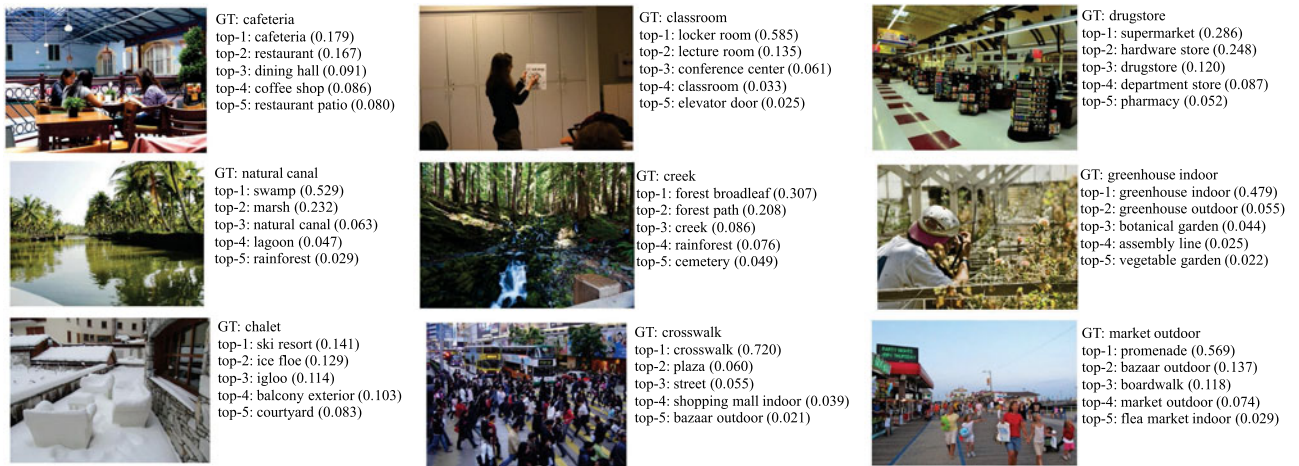 GT: cafeteria
top-1: cafeteria (0.179)
top-2: restaurant (0.167)
top-3: dining hall (0.091)
top-4: coffee shop (0.086)
top-5: restaurant patio (0.080)
GT: classroom
top-1: locker room (0.585)
top-2: lecture room (0.135)
top-3: conference center (0.061)
top-4: classroom (0.033)
top-5: elevator door (0.025)
GT: drugstore
top-1: supermarket (0.286)
top-2: hardware store (0.248)
top-3: drugstore (0.120)
top-4: department store (0.087)
top-5: pharmacy (0.052)
GT: natural canal
top-1: swamp (0.529)
top-2: marsh (0.232)
top-3: natural canal (0.063)
top-4: lagoon (0.047)
top-5: rainforest (0.029)
GT: creek
top-1: forest broadleaf (0.307)
top-2: forest path (0.208)
top-3: creek (0.086)
top-4: rainforest (0.076)
top-5: cemetery (0.049)
GT: greenhouse indoor
top-1: greenhouse indoor (0.479)
top-2: greenhouse outdoor (0.055)
top-3: botanical garden (0.044)
top-4: assembly line (0.025)
top-5: vegetable garden (0.022)
GT: chalet
top-1: ski resort (0.141)
top-2: ice floe (0.129)
top-3: igloo (0.114)
top-4: balcony exterior (0.103)
top-5: courtyard (0.083)
GT: crosswalk
top-1: crosswalk (0.720)
top-2: plaza (0.060)
top-3: street (0.055)
top-4: shopping mall indoor (0.039)
top-5: bazaar outdoor (0.021)
GT: market outdoor
top-1: promenade (0.569)
top-2: bazaar outdoor (0.137)
top-3: boardwalk (0.118)
top-4: market outdoor (0.074)
top-5: flea market indoor (0.029)